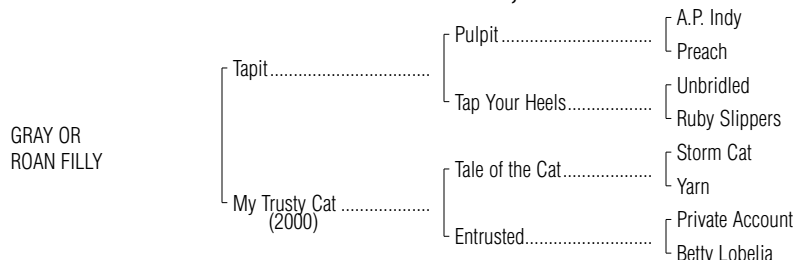 A.P. Indy
Pulpit
Preach
Tapit
Unbridled
Tap Your Heels
Ruby Slippers
GRAY OR
ROAN FILLY
Storm Cat
Tale of the Cat
Yarn
My Trusty Cat
(2000)
Private Account
Entrusted
Betty Lobelia